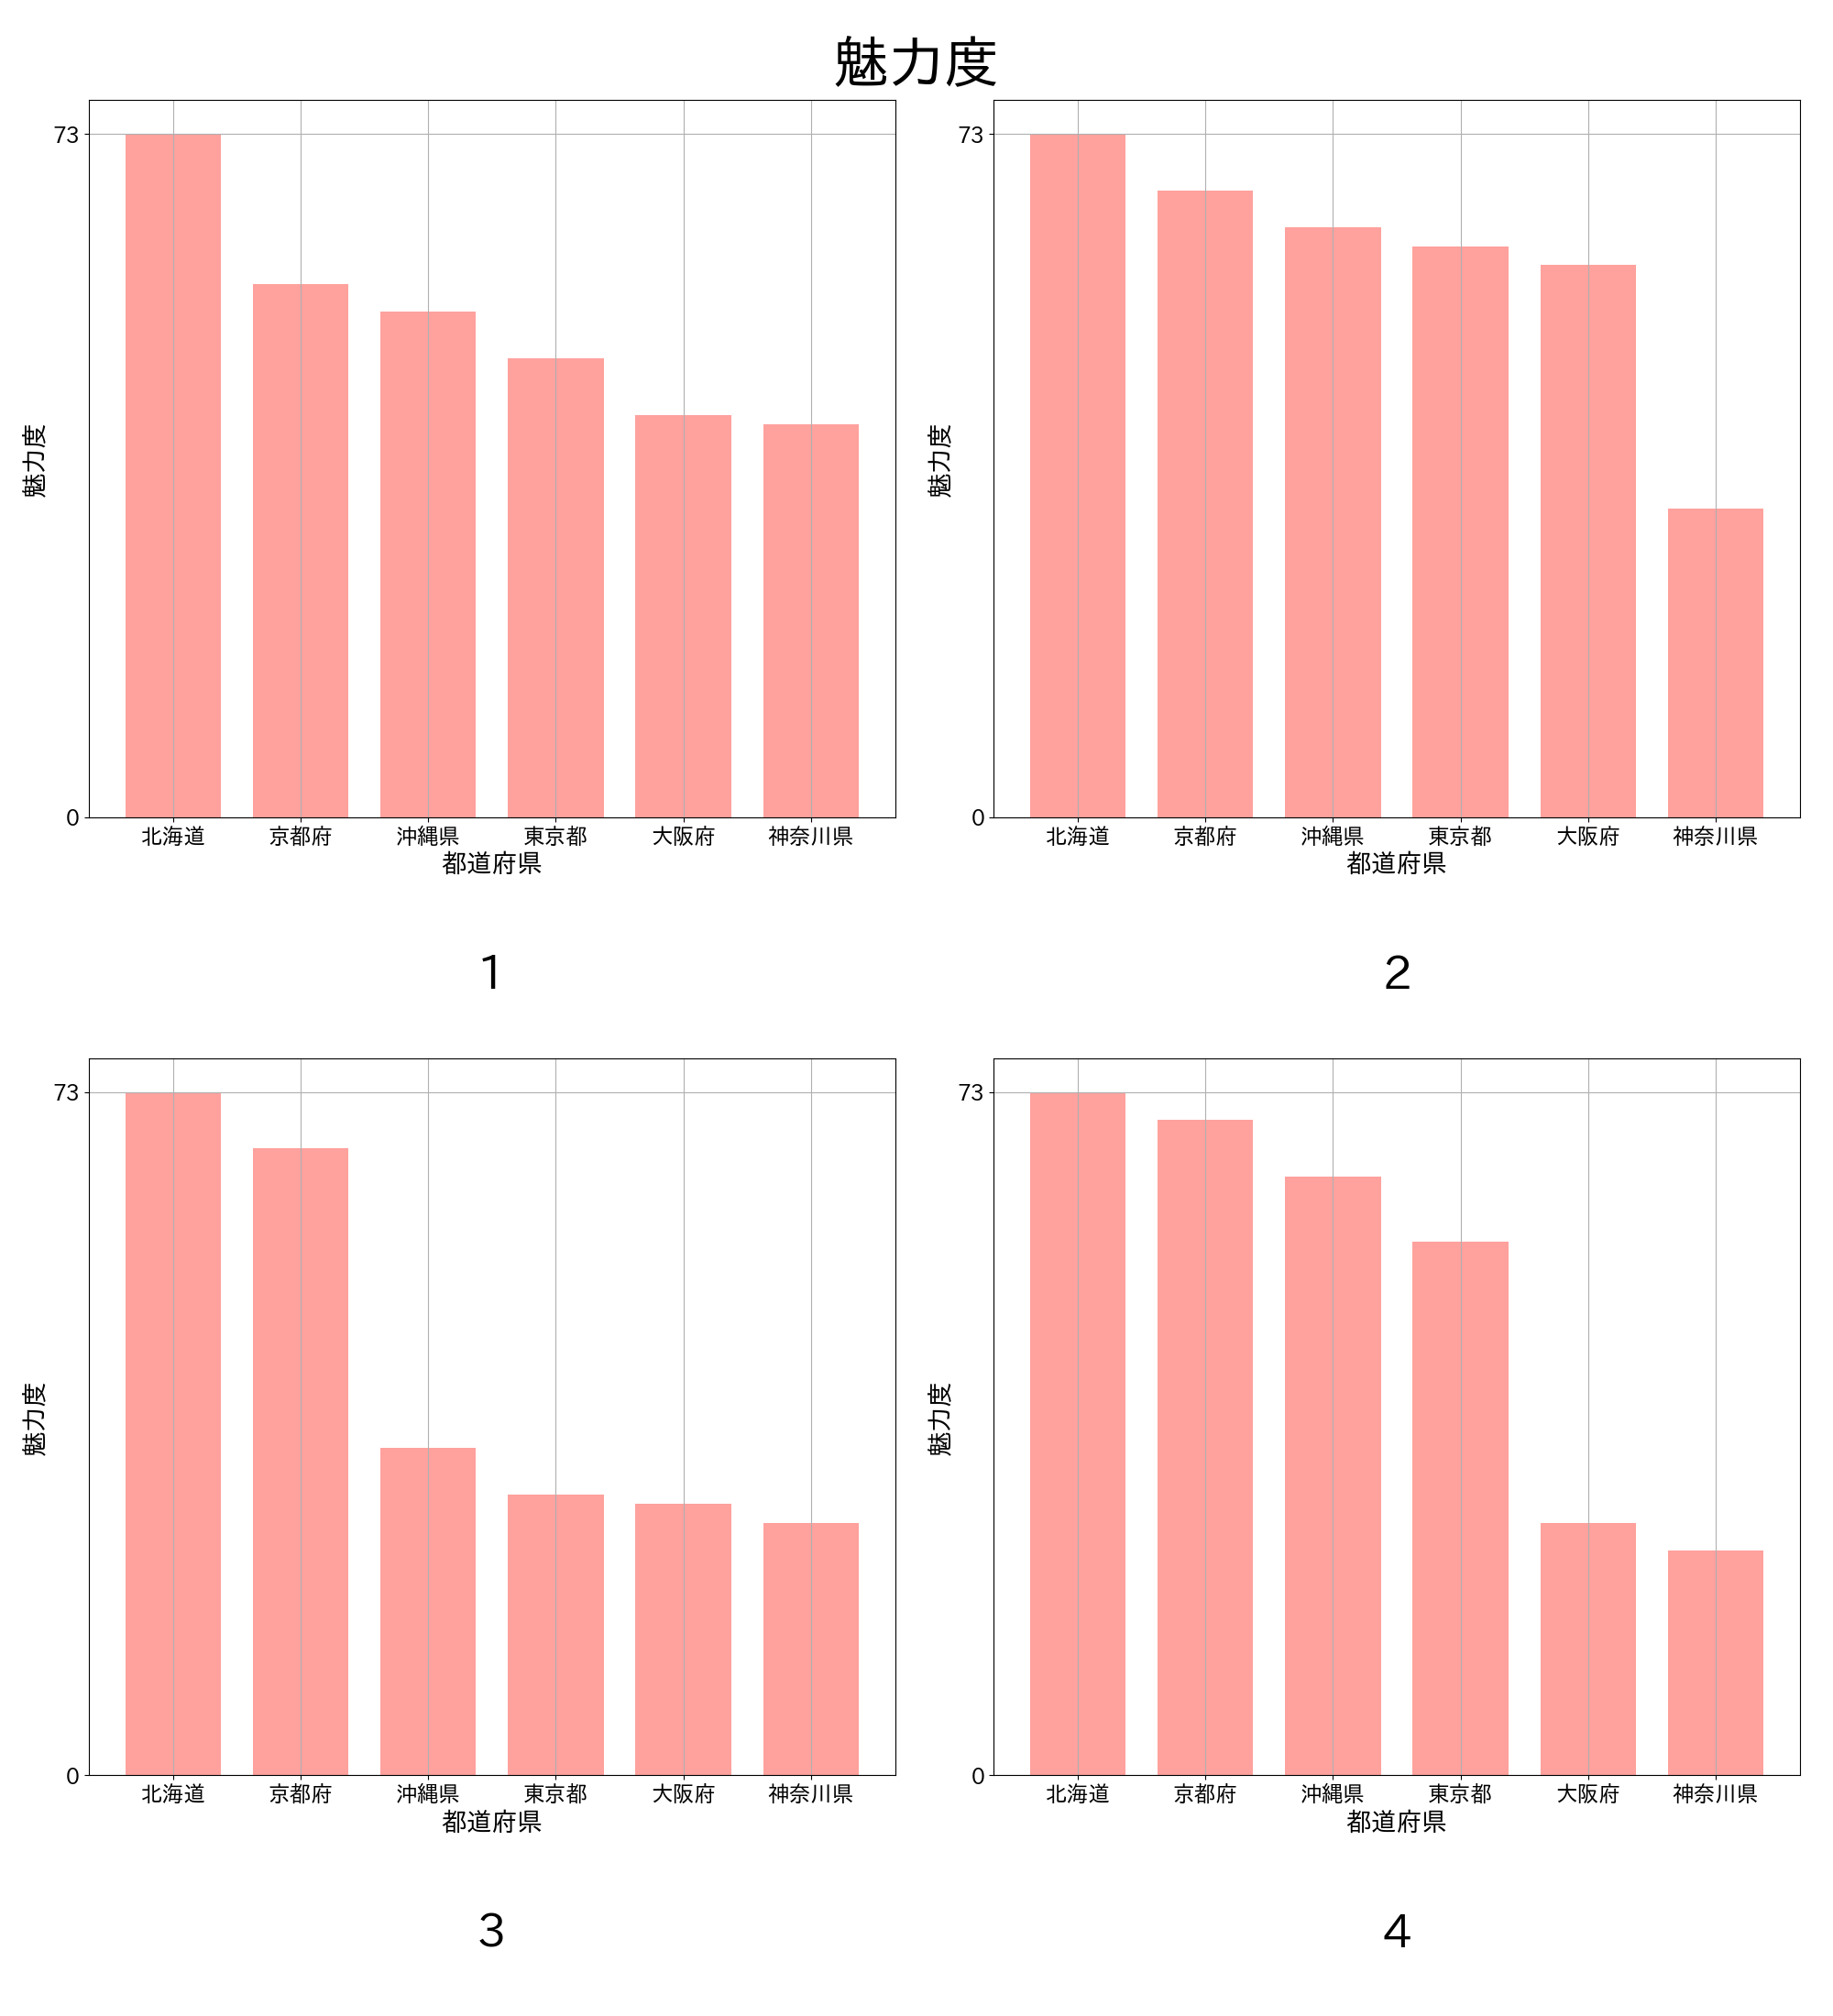 魅力度
魅力度
73
0
北海道 京都府 沖縄県 東京都 大阪府 神奈川県
都道府県
1
魅力度
73
0
北海道 京都府 沖縄県 東京都 大阪府 神奈川県
都道府県
2
魅力度
73
0
北海道 京都府 沖縄県 東京都 大阪府 神奈川県
都道府県
3
魅力度
73
0
北海道 京都府 沖縄県 東京都 大阪府 神奈川県
都道府県
4